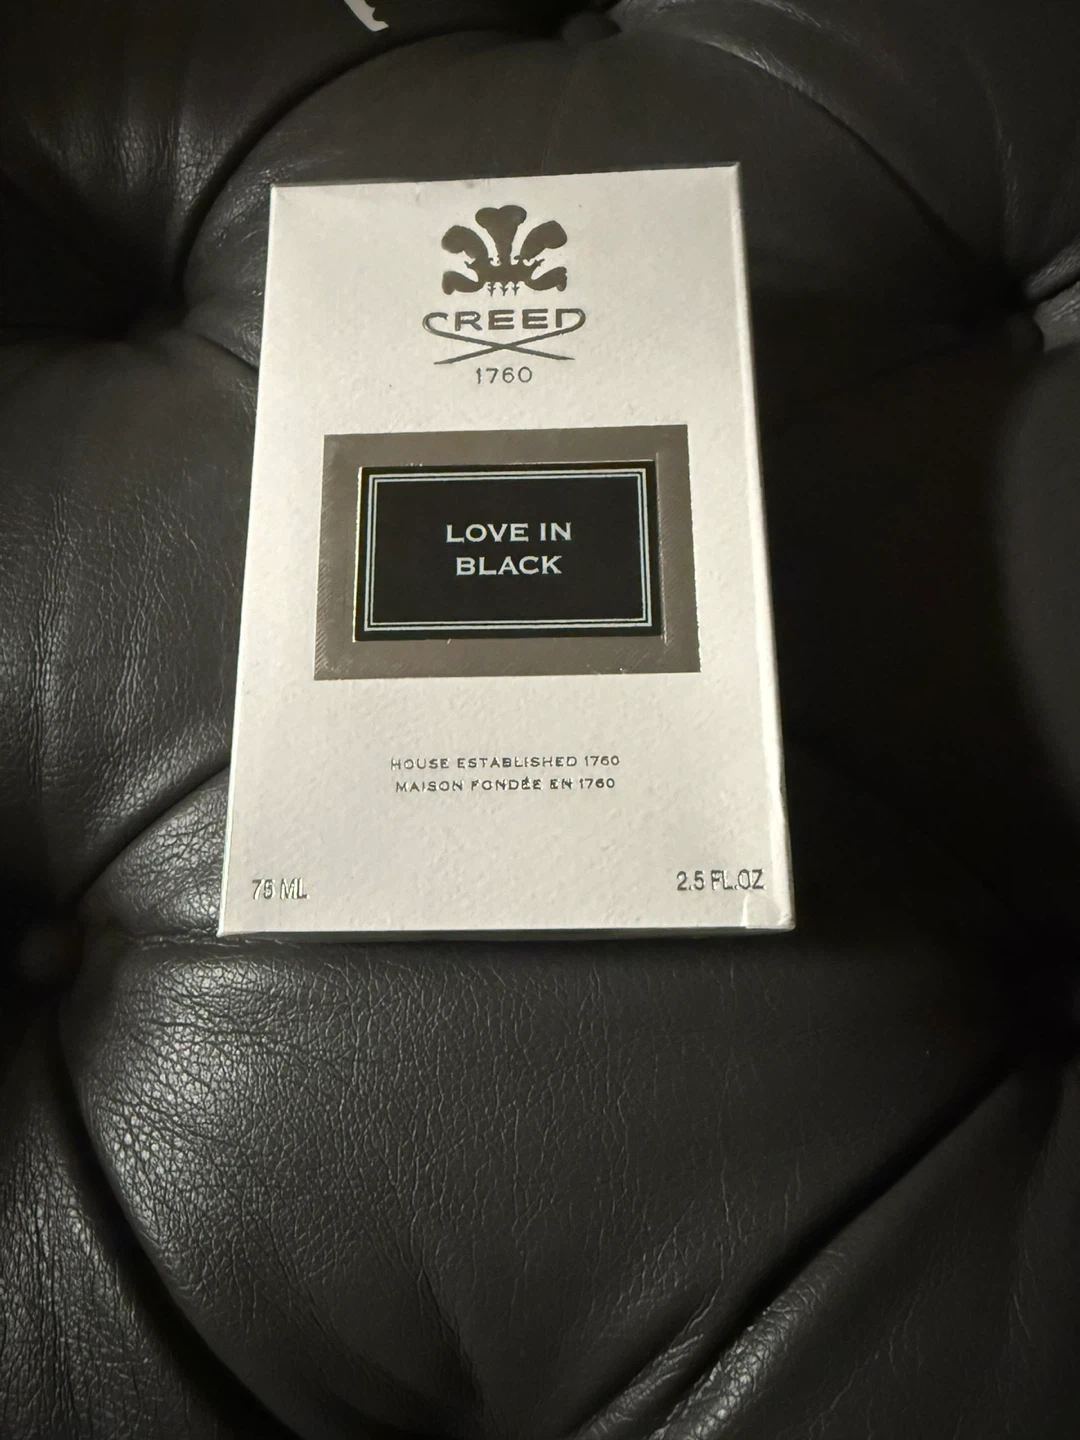 CREED
1760
LOVE IN
BLACK
HOUSE ESTABLISHED 1760
MAISON FONDÉE EN 1760
75 ML
2.5 FL.OZ